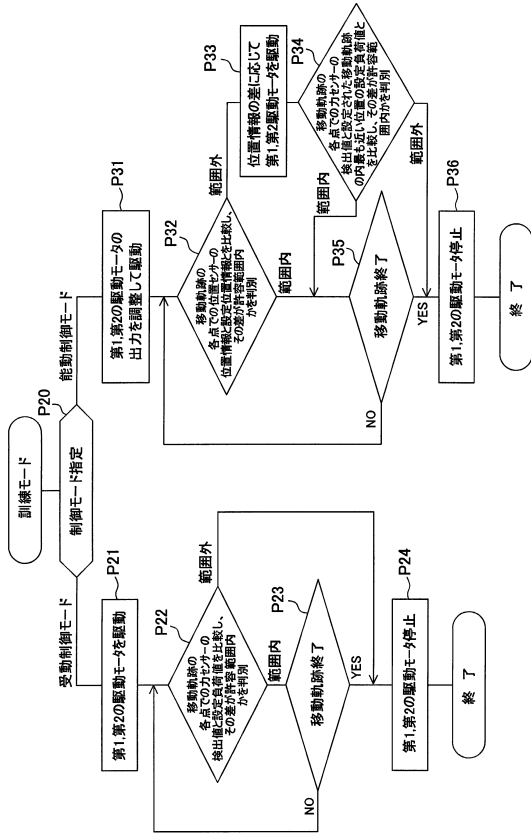 訓練モード
P20
制御モード指定
受動制御モード
能動制御モード
P21
第1,第2の駆動モータを駆動
P22
移動軌跡の
各点での力センサーの
検出値と設定負荷値を比較し、
その差が許容範囲内
かを判別
範囲外
範囲内
P23
移動軌跡終了
NO
YES
P24
第1,第2の駆動モータ停止
終了
P31
第1,第2の駆動モータの
出力を調整して駆動
P32
移動軌跡の
各点での位置センサーの
位置情報と設定位置情報とを比較し、
その差が許容範囲内
かを判別
範囲外
範囲内
P33
位置情報の差に応じて
第1,第2駆動モータを駆動
P34
移動軌跡の
各点での力センサーの
検出値と設定された移動軌跡
の内最も近い位置の設定負荷値と
を比較し、その差が許容範
囲内かを判別
範囲外
範囲内
P35
移動軌跡終了
NO
YES
P36
第1,第2の駆動モータ停止
終了